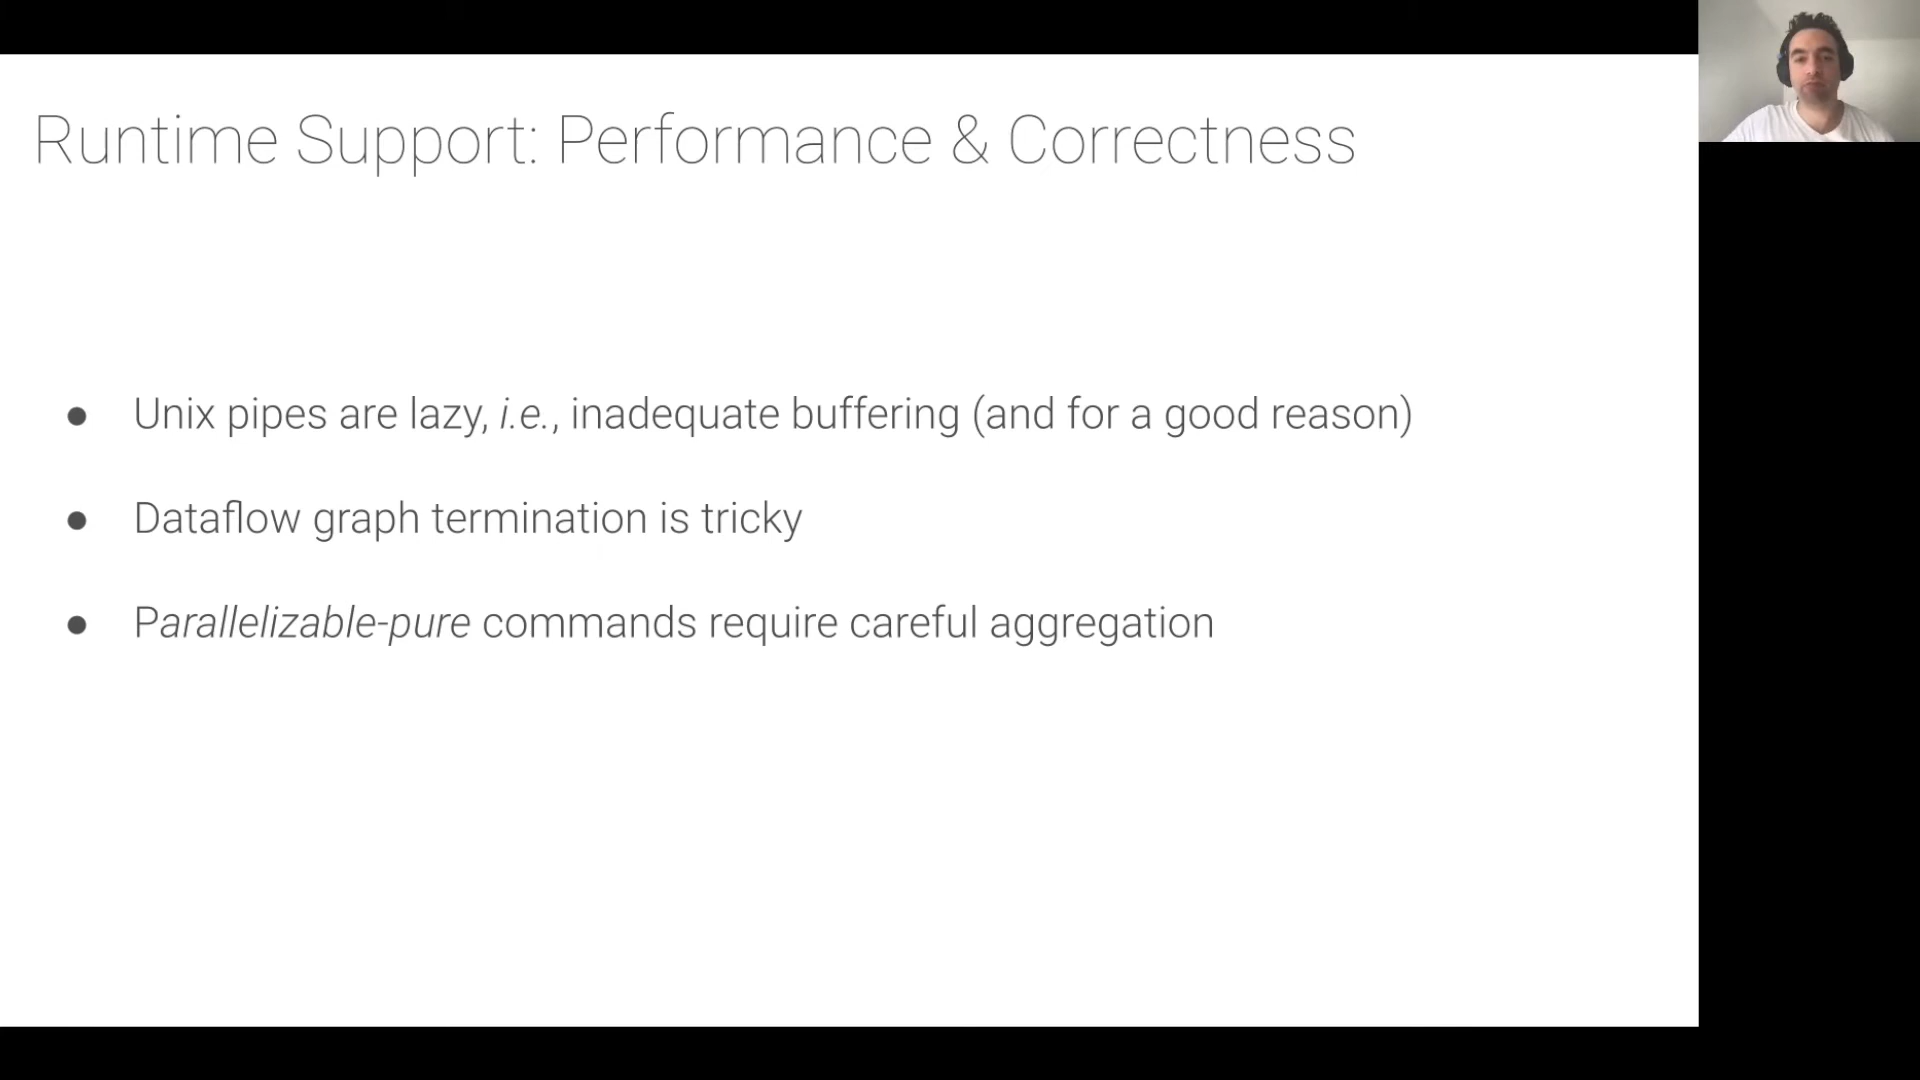 Runtime Support: Performance & Correctness
● Unix pipes are lazy, i.e., inadequate buffering (and for a good reason)
● Dataflow graph termination is tricky
● Parallelizable-pure commands require careful aggregation